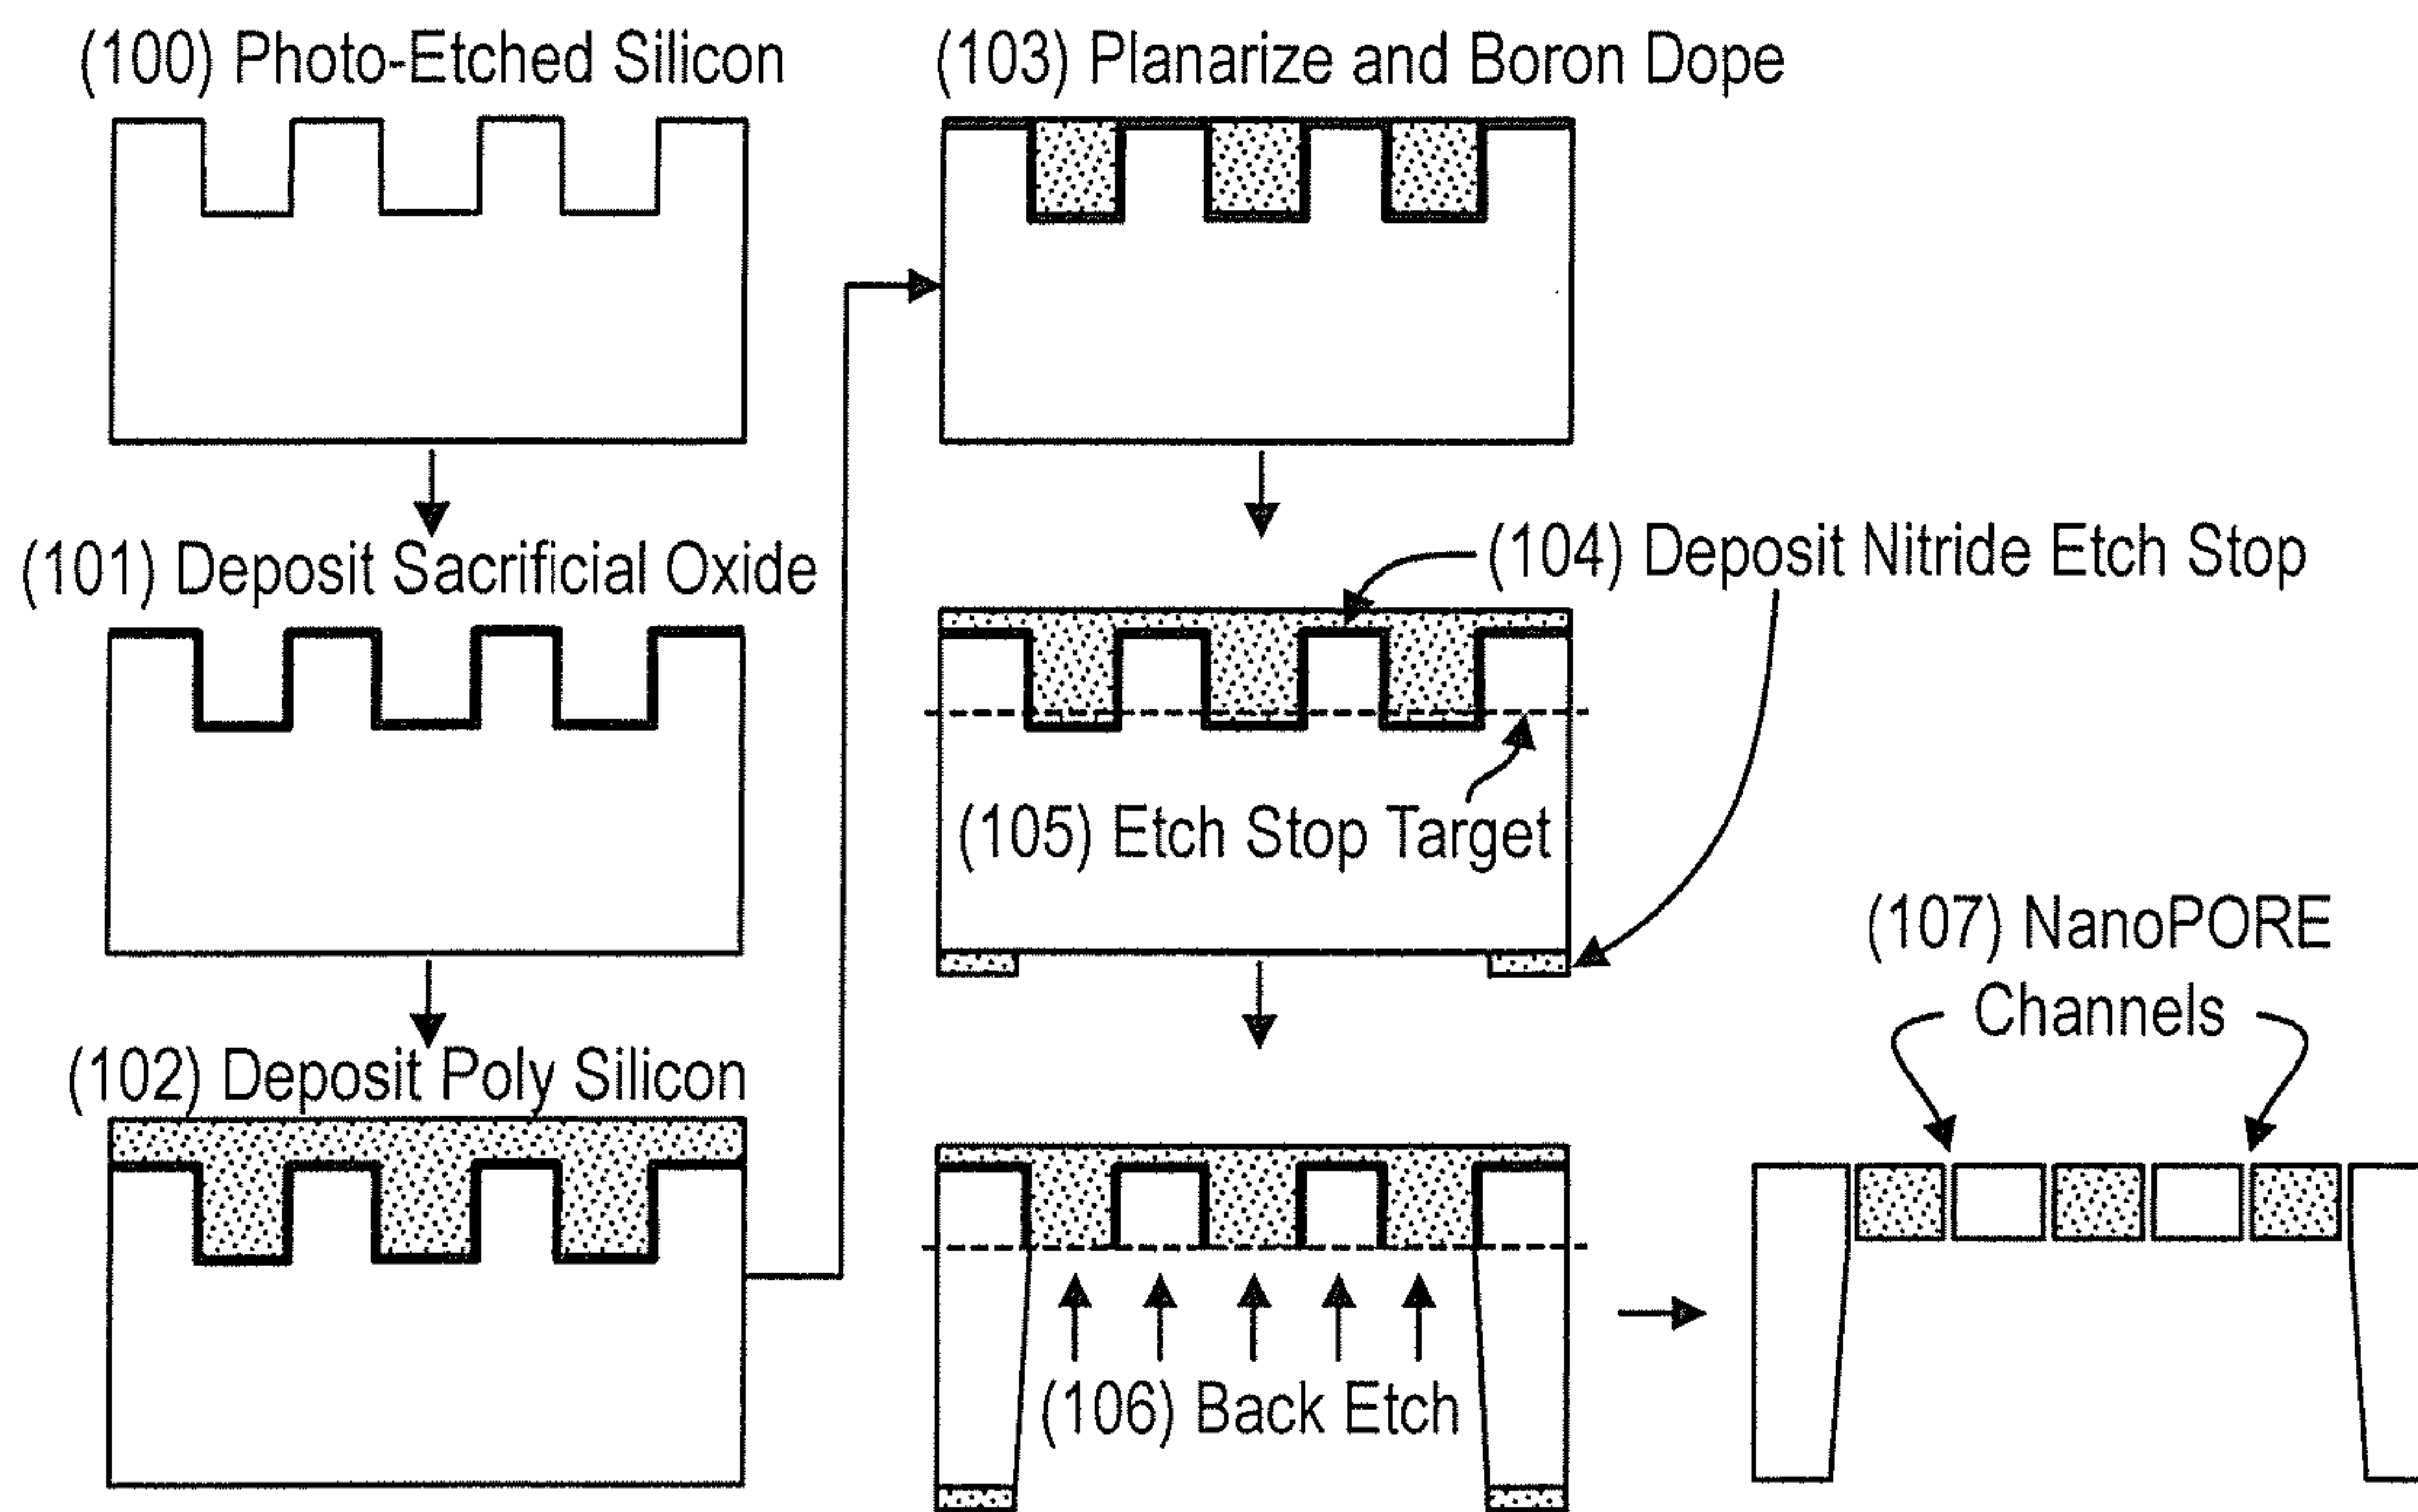 (100) Photo-Etched Silicon
(101) Deposit Sacrificial Oxide
(102) Deposit Poly Silicon
(103) Planarize and Boron Dope
(104) Deposit Nitride Etch Stop
(105) Etch Stop Target
(106) Back Etch
(107) NanoPORE
Channels